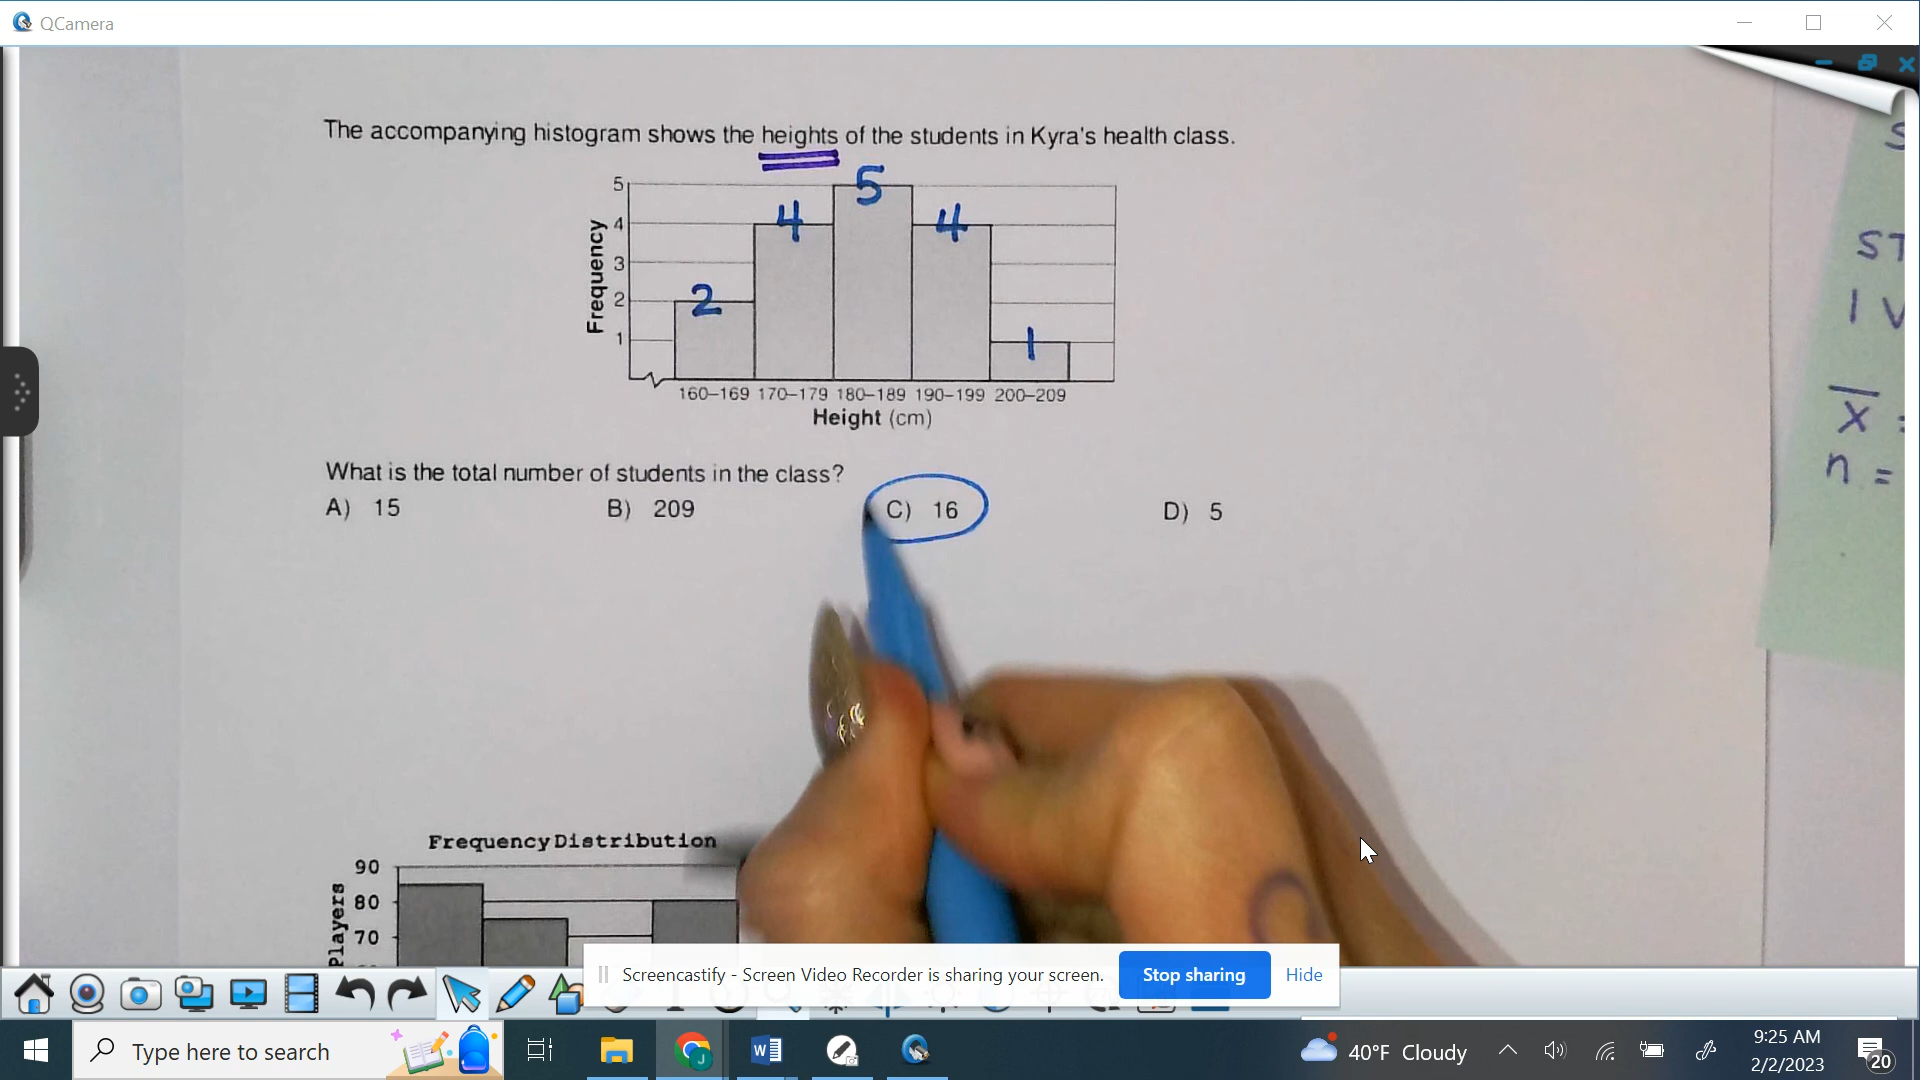 QCamera
The accompanying histogram shows the heights of the students in Kyra's health class.
5
4
3
2
1
Frequency
2
4
5
4
1
160–169 170–179 180–189 190–199 200–209
Height (cm)
What is the total number of students in the class?
A) 15 B) 209 C) 16 D) 5
ST
1 V
x =
n =
Frequency Distribution
90
80
70
Players
Screencastify - Screen Video Recorder is sharing your screen. Stop sharing Hide
Type here to search
40°F Cloudy
9:25 AM
2/2/2023
20